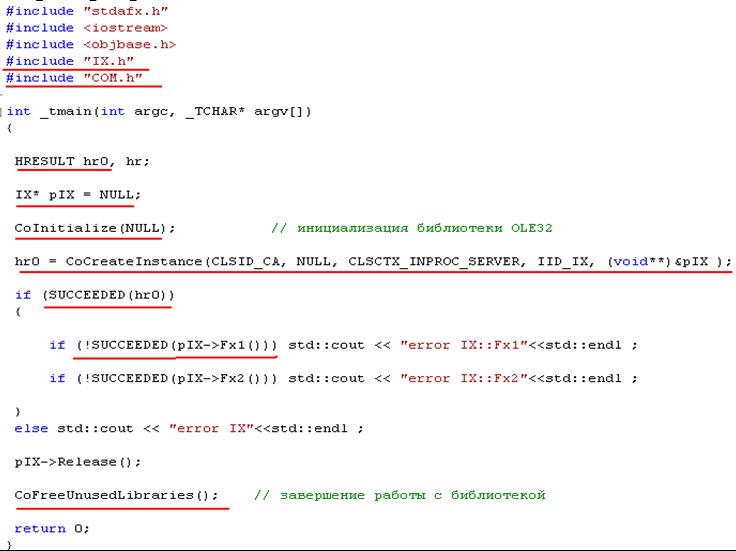 #include "stdafx.h"
#include <iostream>
#include <objbase.h>
#include "IX.h"
#include "COM.h"
int _tmain(int argc, _TCHAR* argv[])
{
HRESULT hr0, hr;
IX* pIX = NULL;
CoInitialize(NULL); // инициализация библиотеки OLE32
hr0 = CoCreateInstance(CLSID_CA, NULL, CLSCTX_INPROC_SERVER, IID_IX, (void**)&pIX );
if (SUCCEEDED(hr0))
{
if (!SUCCEEDED(pIX->Fx1())) std::cout << "error IX::Fx1"<<std::endl ;
if (!SUCCEEDED(pIX->Fx2())) std::cout << "error IX::Fx2"<<std::endl ;
}
else std::cout << "error IX"<<std::endl ;
pIX->Release();
CoFreeUnusedLibraries(); // завершение работы с библиотекой
return 0;
}